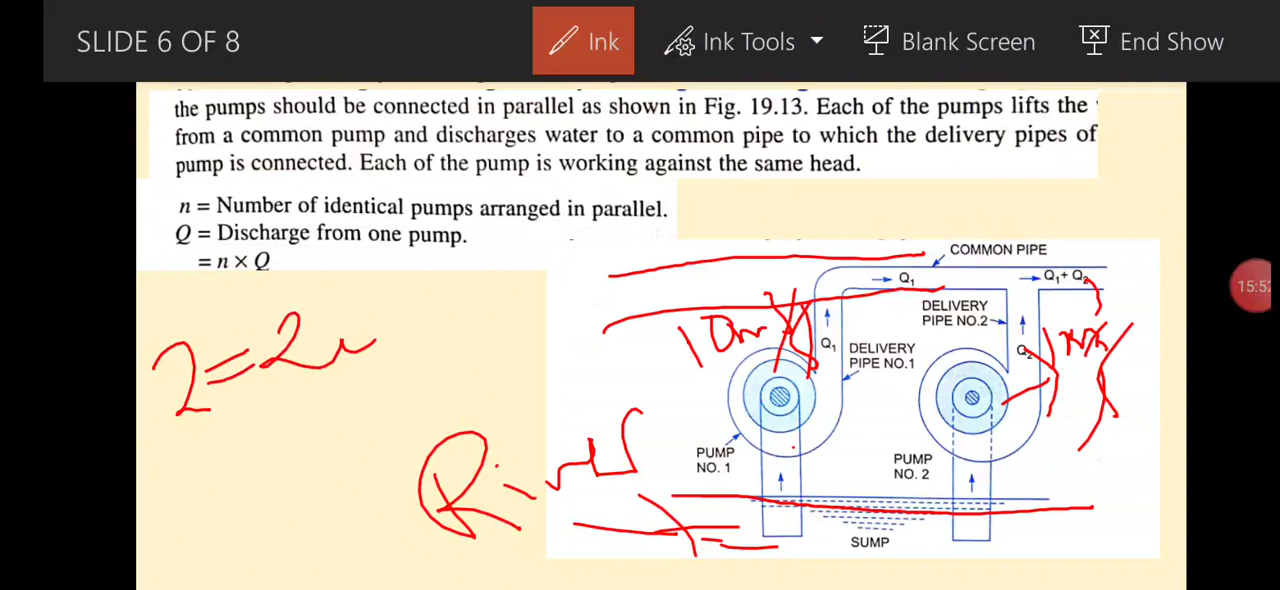 SLIDE 6 OF 8
Ink
Ink Tools
Blank Screen
End Show
the pumps should be connected in parallel as shown in Fig. 19.13. Each of the pumps lifts the
from a common pump and discharges water to a common pipe to which the delivery pipes of
pump is connected. Each of the pump is working against the same head.
n = Number of identical pumps arranged in parallel.
Q = Discharge from one pump.
= n × Q
COMMON PIPE
Q1
Q1 + Q2
DELIVERY
PIPE NO.2
Q1
DELIVERY
PIPE NO.1
Q2
PUMP
NO. 1
PUMP
NO. 2
SUMP
15:52
River